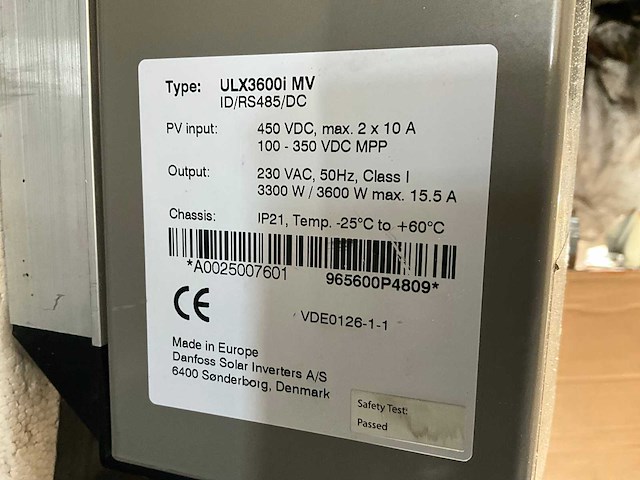 Type: ULX3600i MV
ID/RS485/DC
PV input: 450 VDC, max. 2 x 10 A
100 - 350 VDC MPP
Output: 230 VAC, 50Hz, Class I
3300 W / 3600 W max. 15.5 A
Chassis: IP21, Temp. -25°C to +60°C
*A0025007601 965600P4809*
CE VDE0126-1-1
Made in Europe
Danfoss Solar Inverters A/S
6400 Sønderborg, Denmark
Safety Test:
Passed